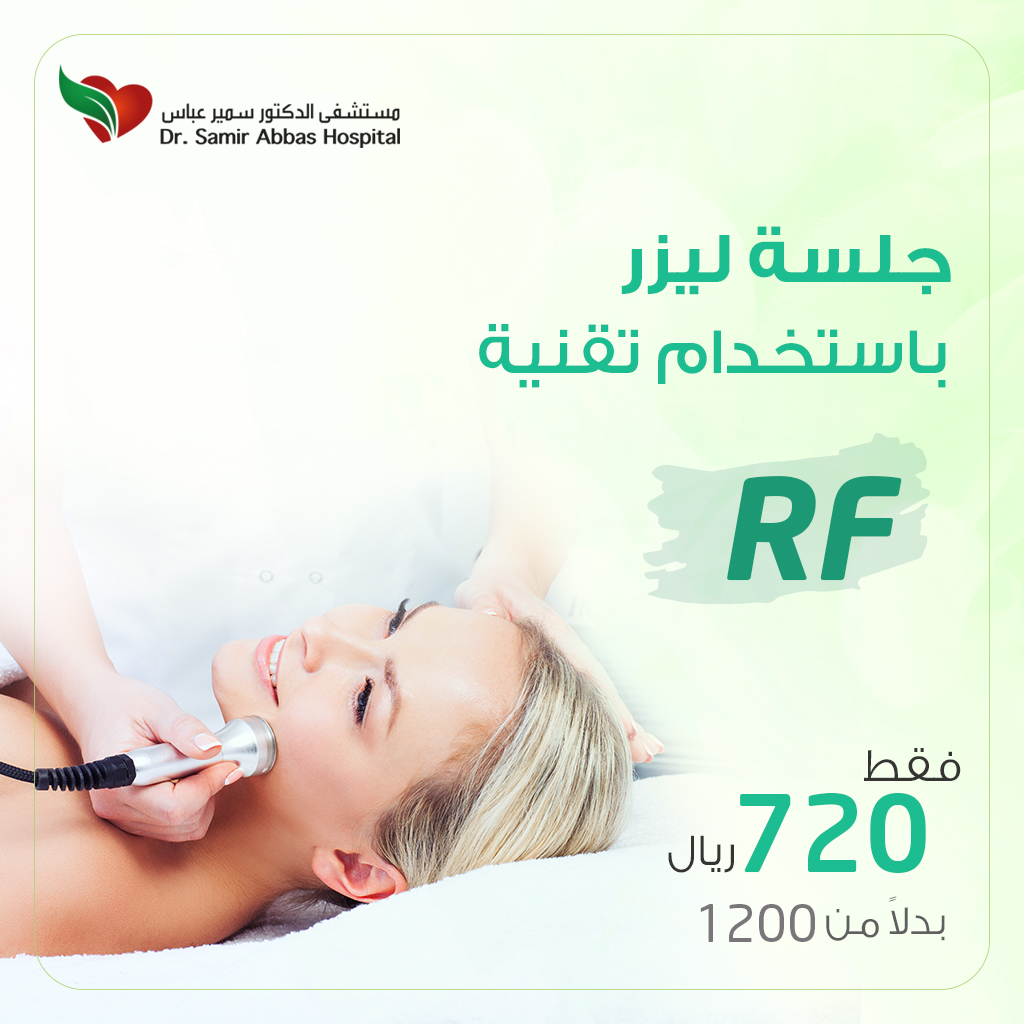 مستشفى الدكتور سمير عباس
Dr. Samir Abbas Hospital
جلسة ليزر
باستخدام تقنية
RF
فقط
720 ريال
بدلاً من 1200